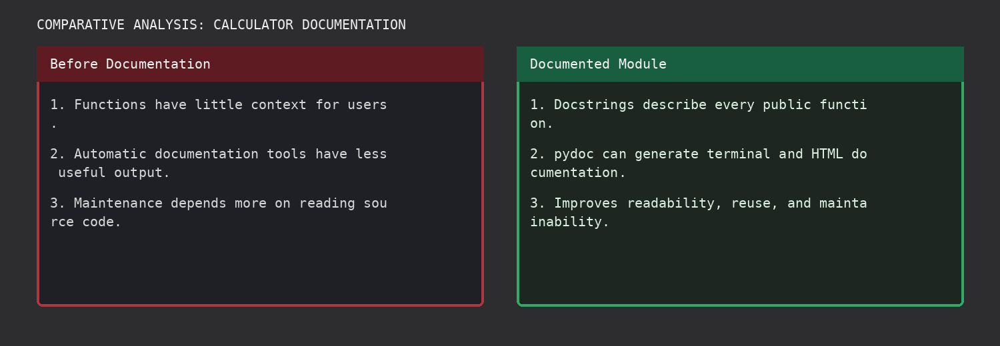 COMPARATIVE ANALYSIS: CALCULATOR DOCUMENTATION
Before Documentation
1. Functions have little context for users
.
2. Automatic documentation tools have less
 useful output.
3. Maintenance depends more on reading sou
rce code.
Documented Module
1. Docstrings describe every public functi
on.
2. pydoc can generate terminal and HTML do
cumentation.
3. Improves readability, reuse, and mainta
inability.